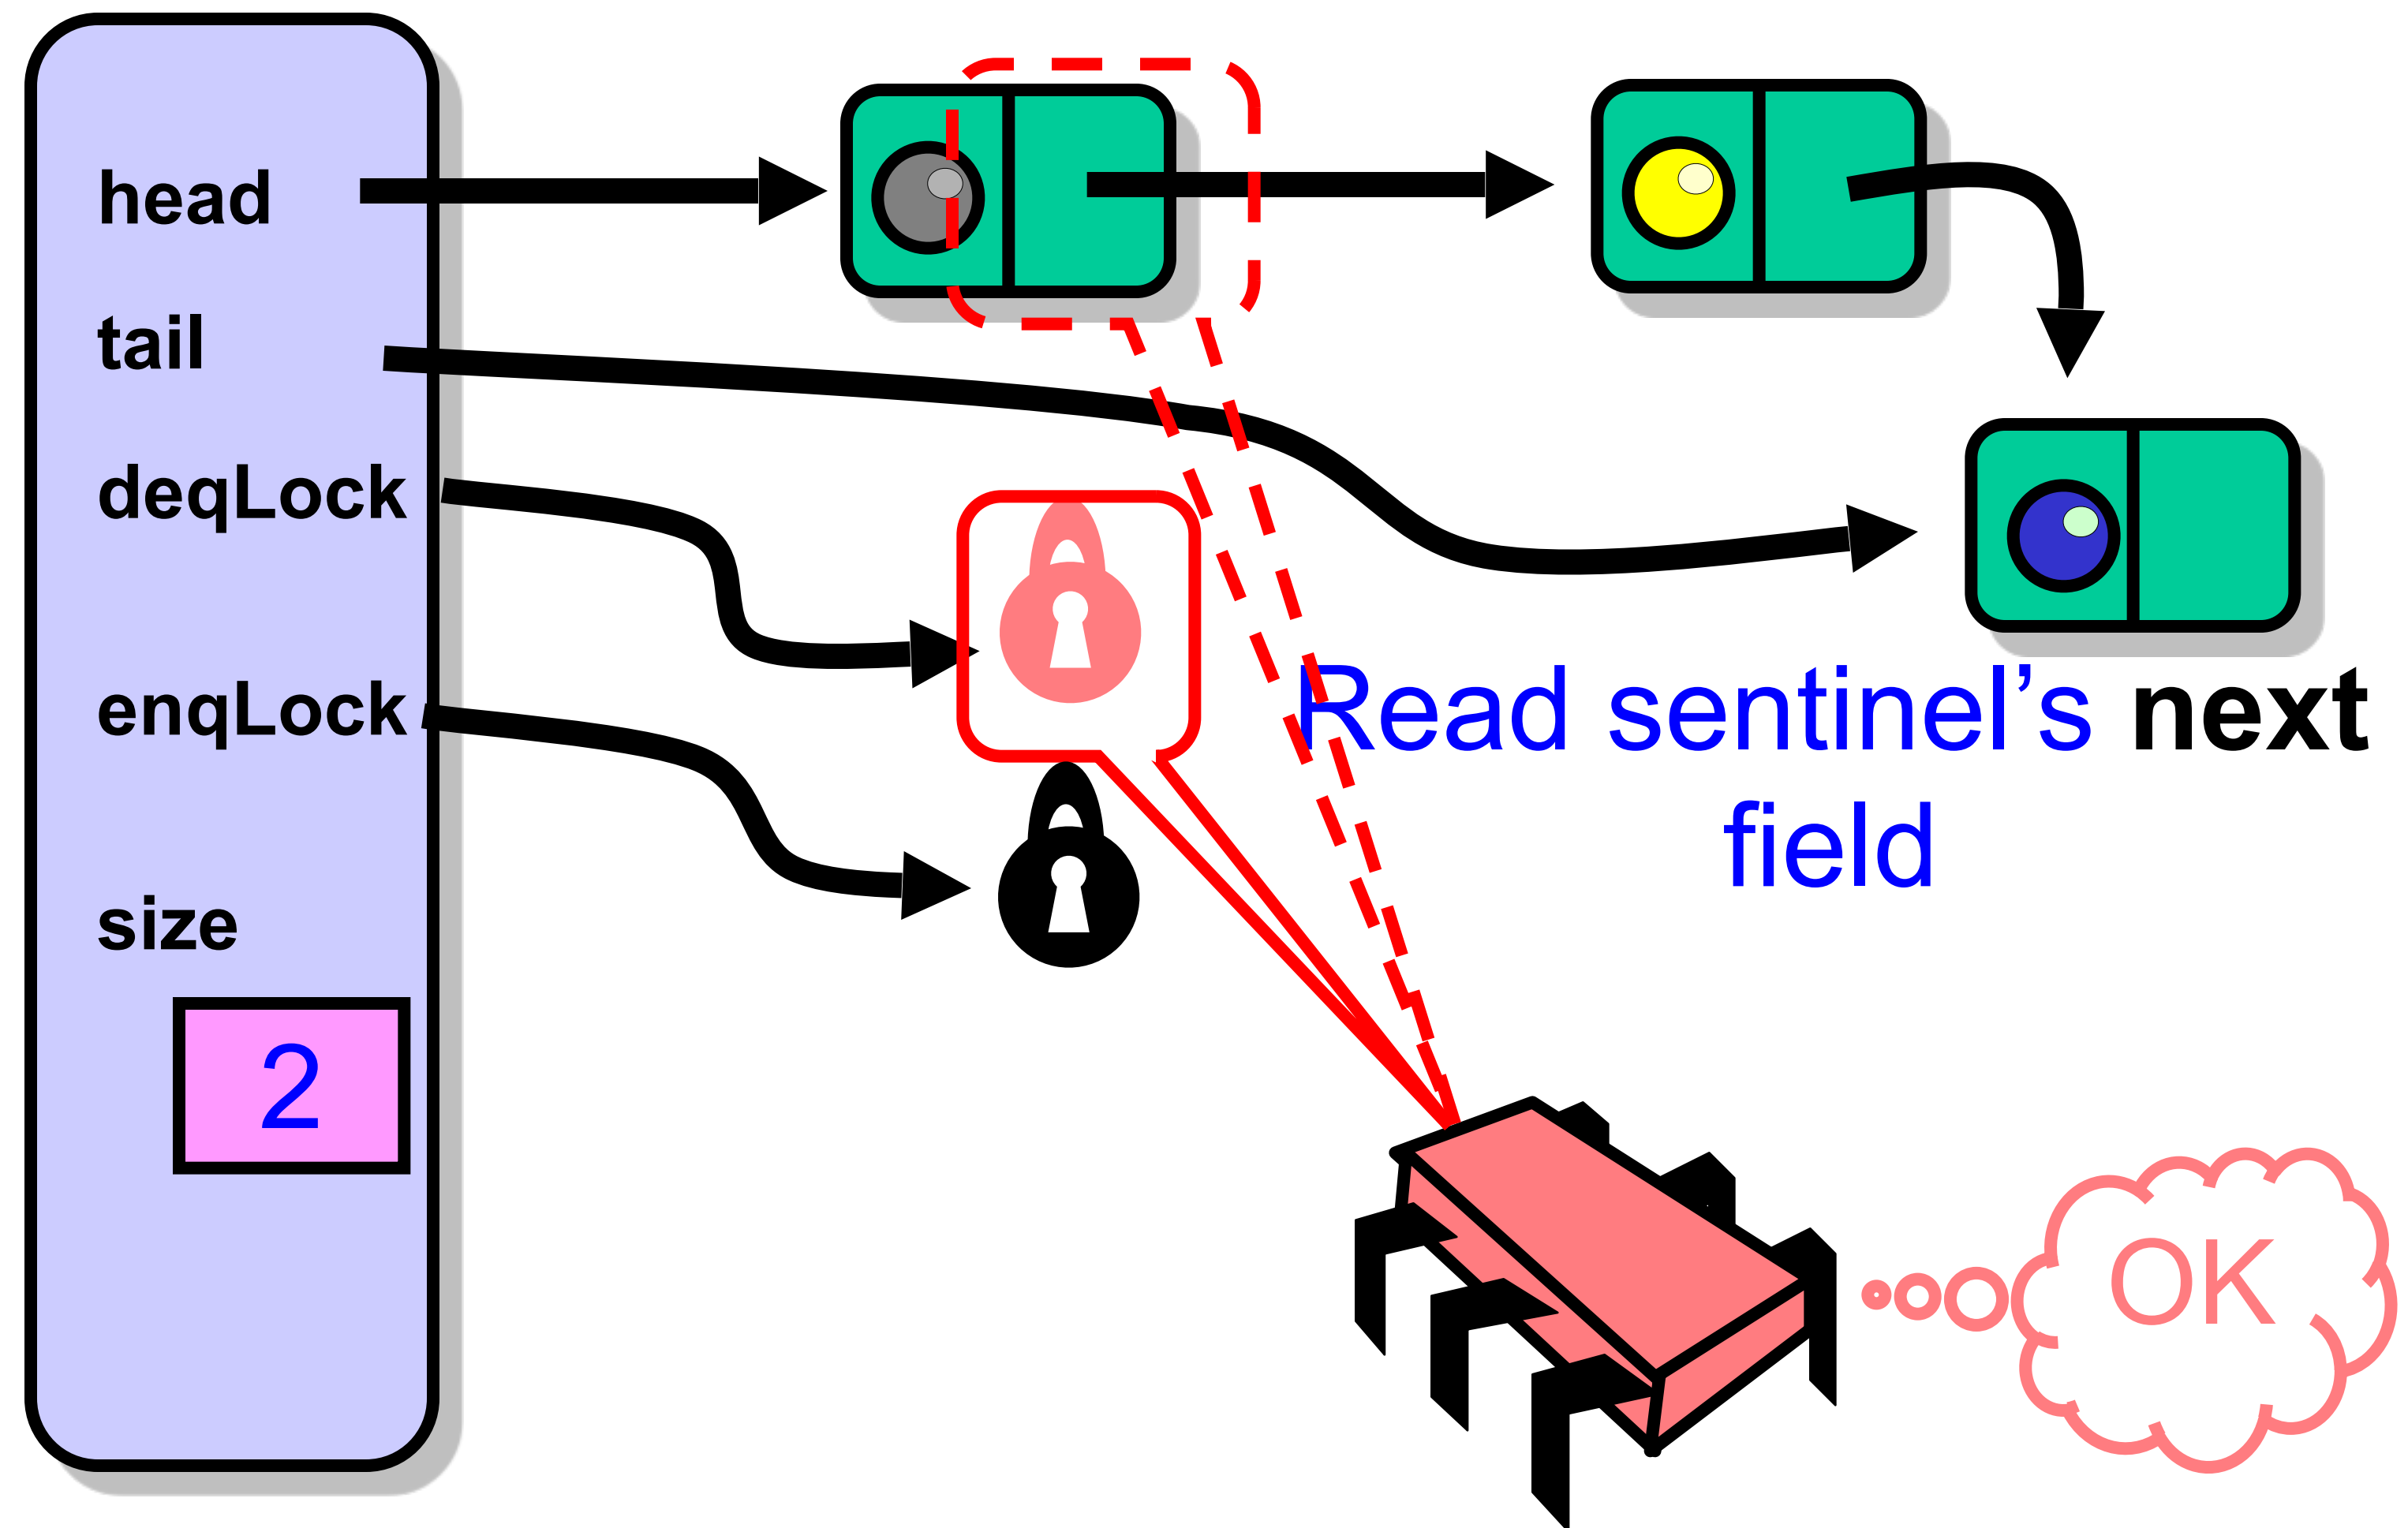 head
tail
deqLock
enqLock
size
2
Read sentinel’s next
field
OK